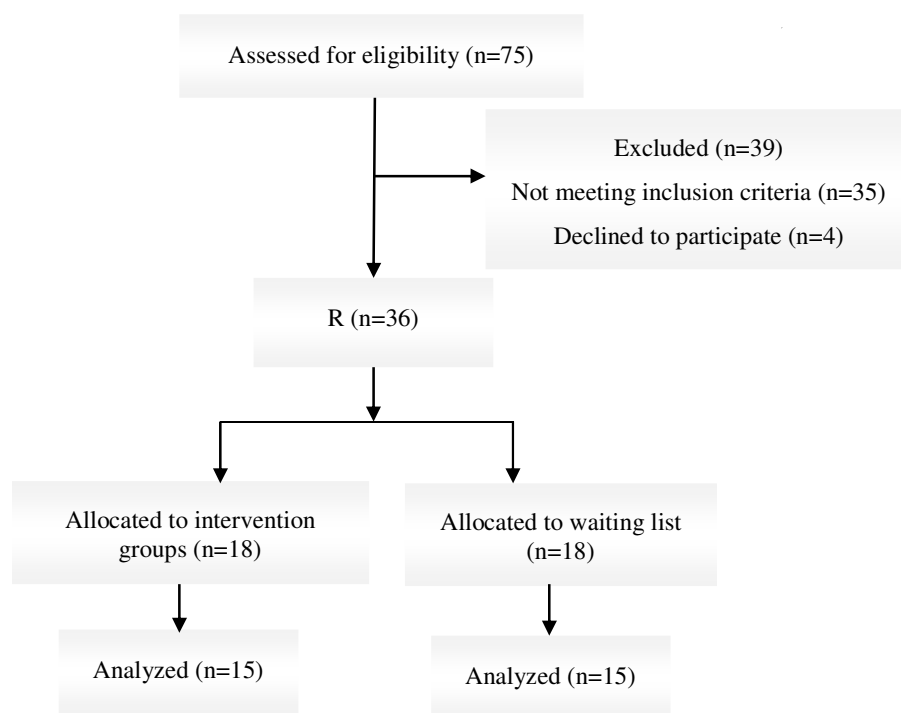 Assessed for eligibility (n=75)
Excluded (n=39)
Not meeting inclusion criteria (n=35)
Declined to participate (n=4)
R (n=36)
Allocated to intervention
groups (n=18)
Allocated to waiting list
(n=18)
Analyzed (n=15)
Analyzed (n=15)